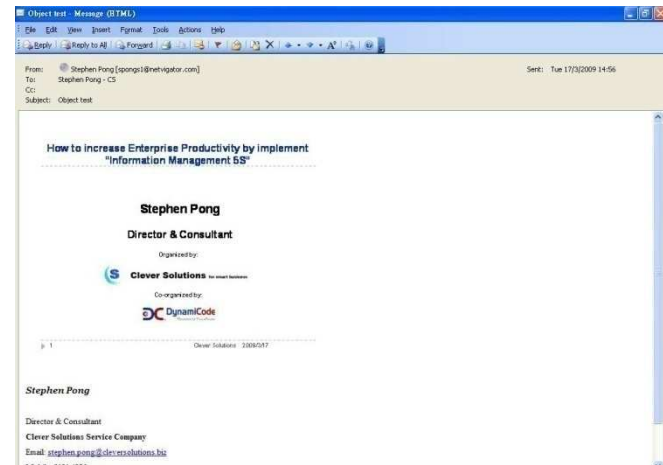 Object test - Message (HTML)
File Edit View Insert Format Tools Actions Help
Reply Reply to All Forward
From: Stephen Pong [spongs1@netvigator.com] Sent: Tue 17/3/2009 14:56
To: Stephen Pong - CS
Cc:
Subject: Object test
How to increase Enterprise Productivity by implement
"Information Management 5S"
Stephen Pong
Director & Consultant
Organized by:
Clever Solutions for smart business
Co-organized by:
DynamiCode
p. 1 Clever Solutions 2009/3/17
Stephen Pong
Director & Consultant
Clever Solutions Service Company
Email: stephen.pong@cleversolutions.biz